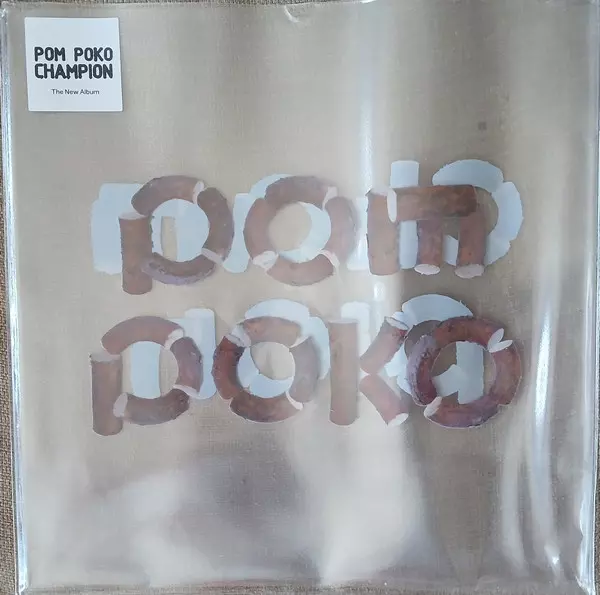 POM POKO
CHAMPION
The New Album
pom
poko